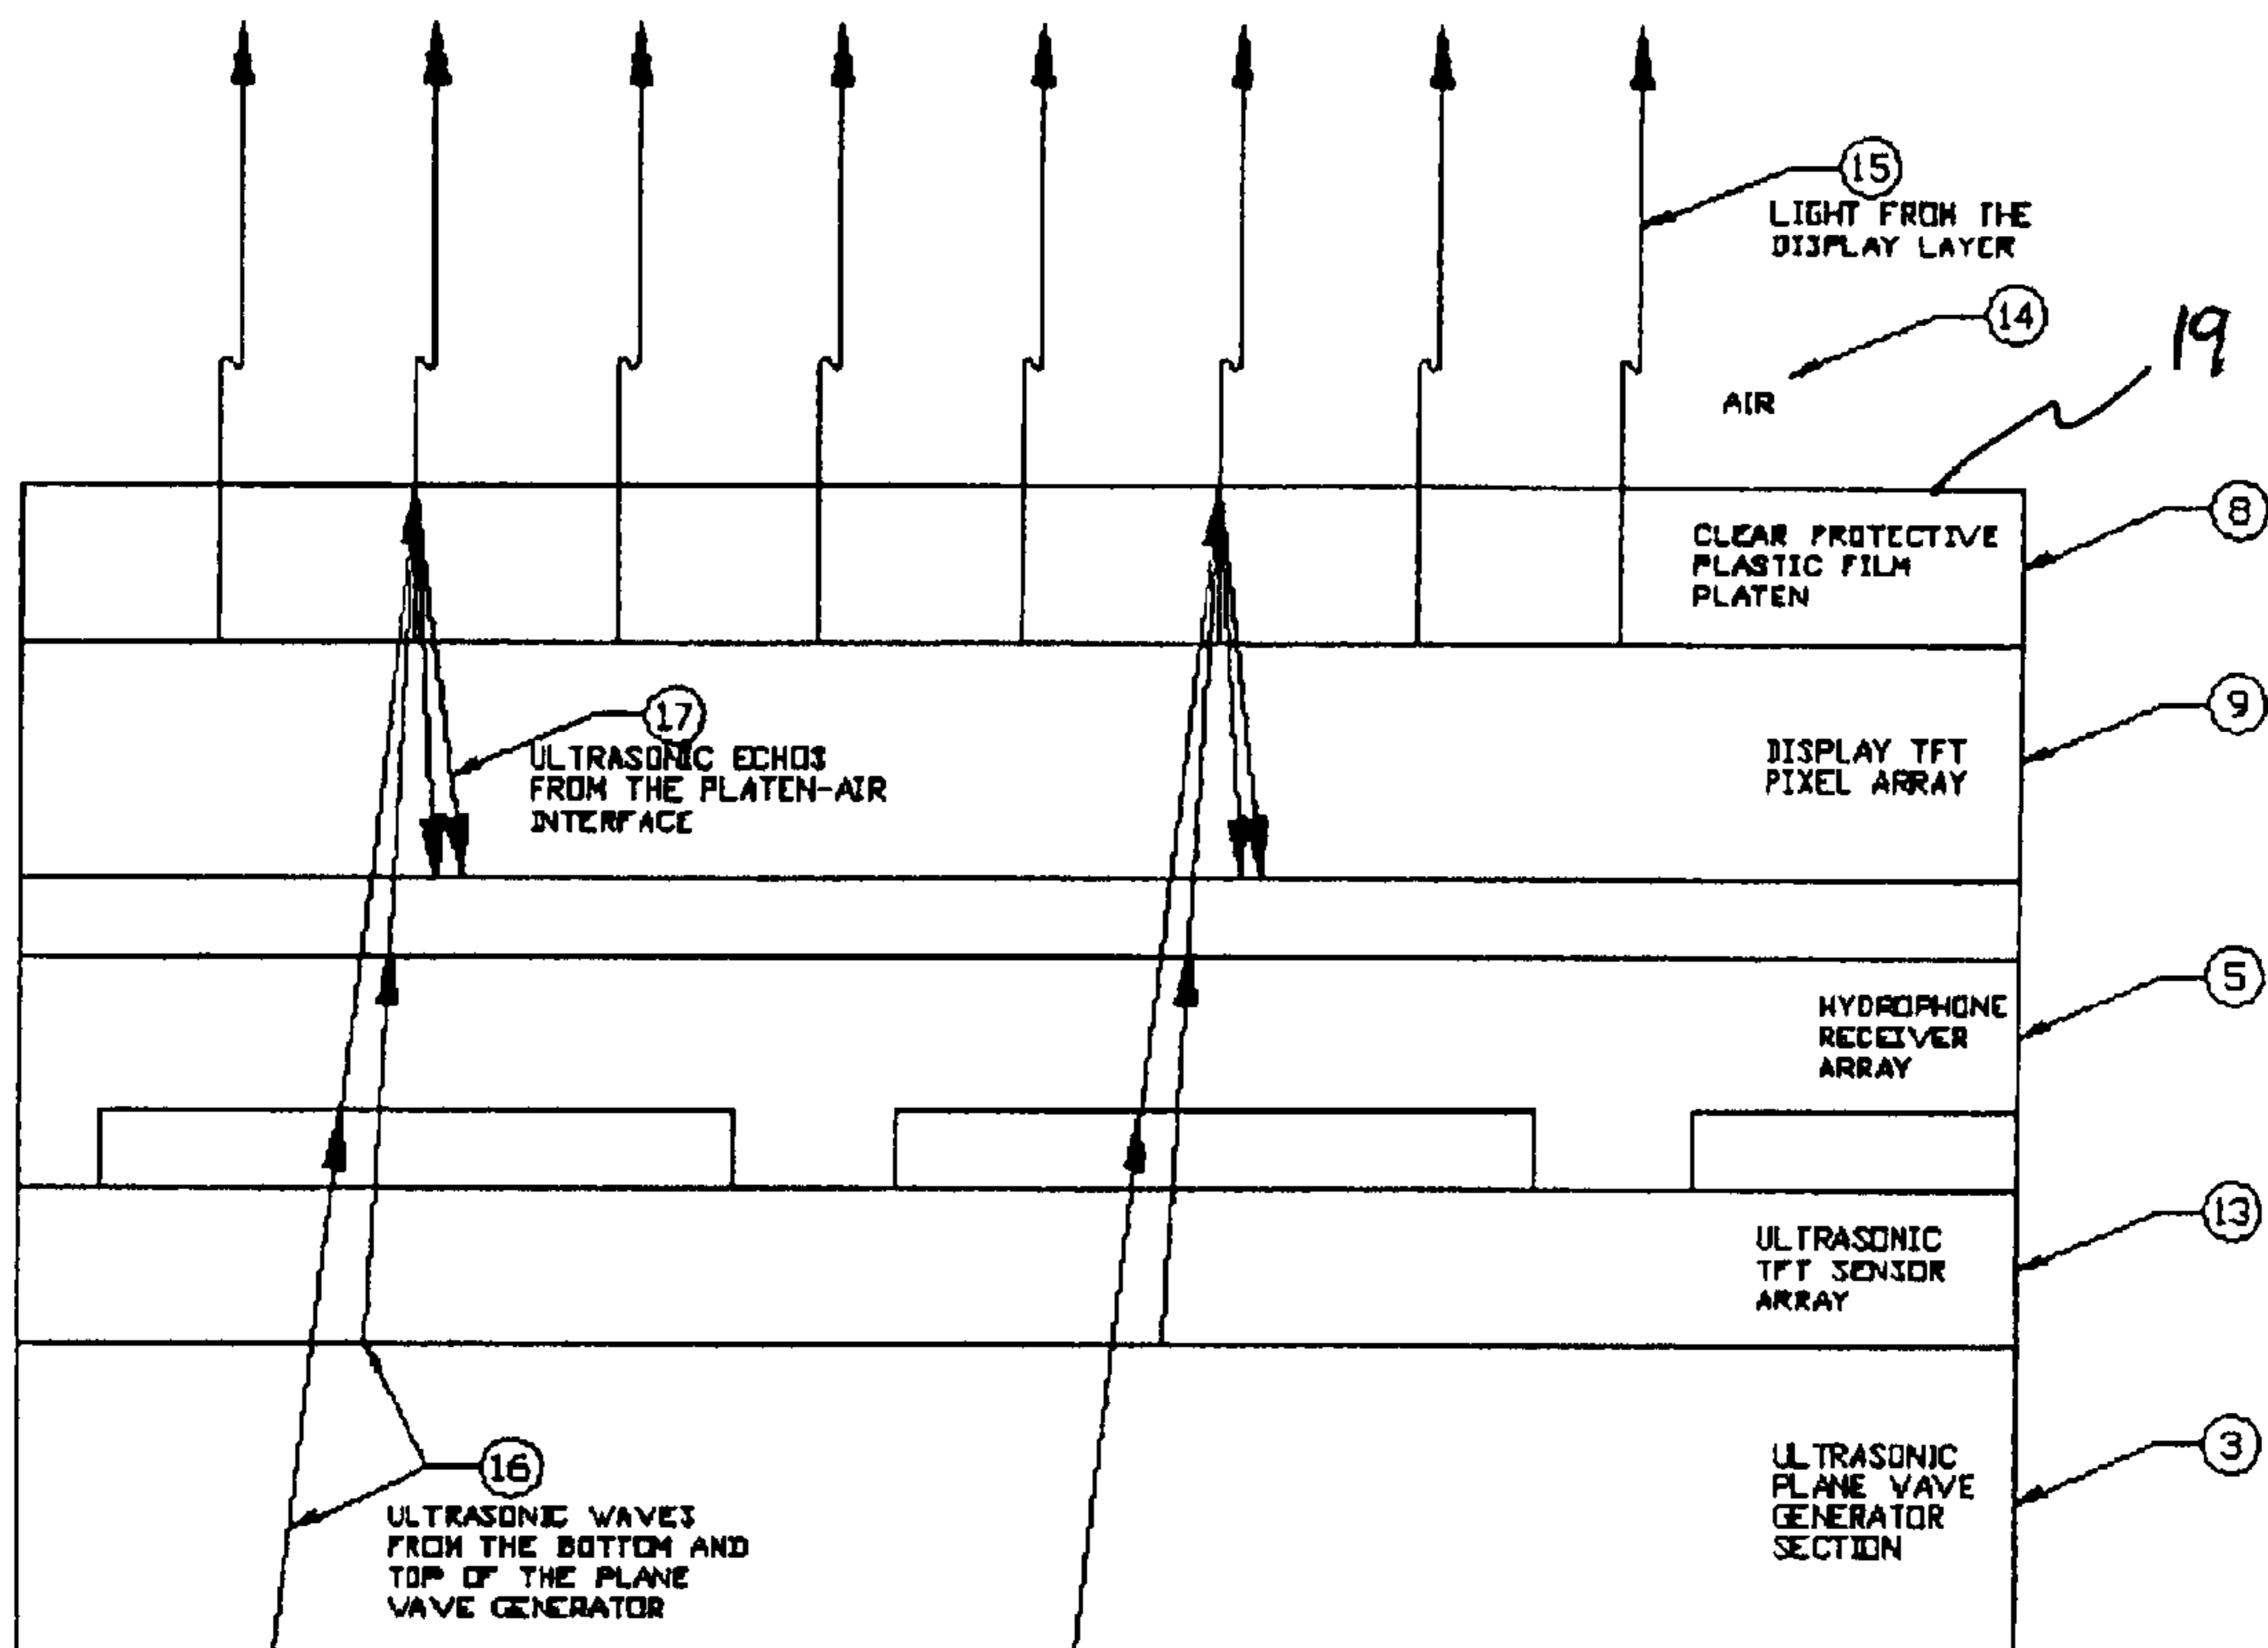 15
LIGHT FROM THE
DISPLAY LAYER
14
19
AIR
8
CLEAR PROTECTIVE
PLASTIC FILM
PLATEN
9
17
ULTRASONIC ECHOS
FROM THE PLATEN-AIR
INTERFACE
DISPLAY TFT
PIXEL ARRAY
5
HYDROPHONE
RECEIVER
ARRAY
13
ULTRASONIC
TFT SENSOR
ARRAY
3
ULTRASONIC
PLANE WAVE
GENERATOR
SECTION
16
ULTRASONIC WAVES
FROM THE BOTTOM AND
TOP OF THE PLANE
WAVE GENERATOR